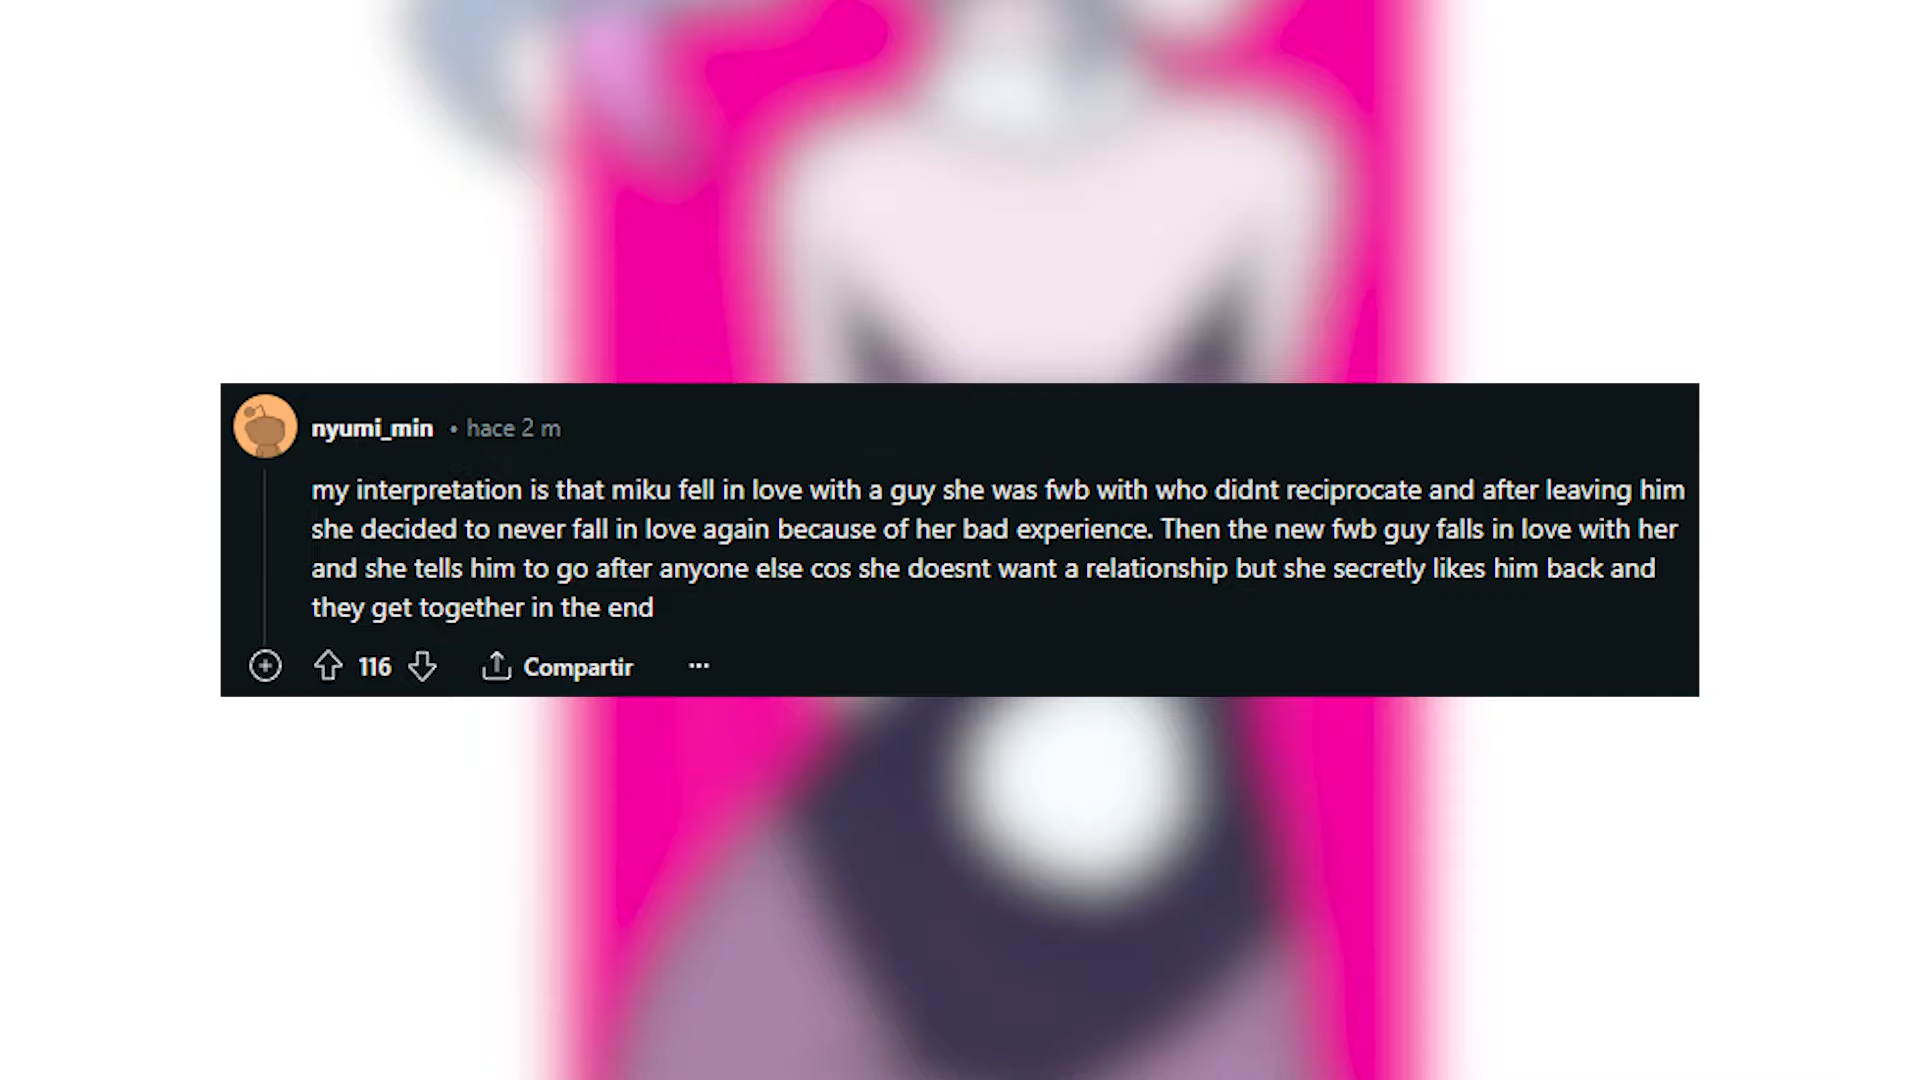 nyumi_min • hace 2 m
my interpretation is that miku fell in love with a guy she was fwb with who didnt reciprocate and after leaving him
she decided to never fall in love again because of her bad experience. Then the new fwb guy falls in love with her
and she tells him to go after anyone else cos she doesnt want a relationship but she secretly likes him back and
they get together in the end
116 Compartir ...